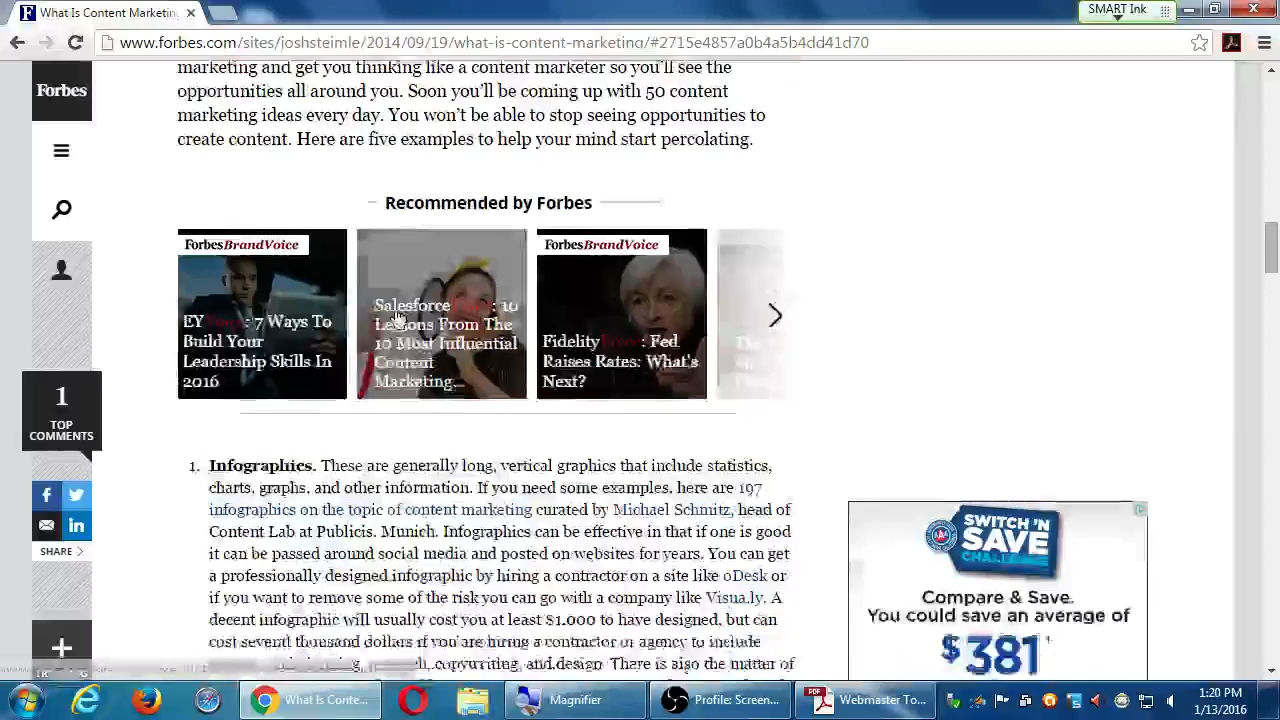 What Is Content Marketing
SMART Ink
www.forbes.com/sites/joshsteimle/2014/09/19/what-is-content-marketing/#2715e4857a0b4a5b4dd41d70
Forbes
marketing and get you thinking like a content marketer so you'll see the
opportunities all around you. Soon you'll be coming up with 50 content
marketing ideas every day. You won't be able to stop seeing opportunities to
create content. Here are five examples to help your mind start percolating.
Recommended by Forbes
ForbesBrandVoice
EYVoice: 7 Ways To
Build Your
Leadership Skills In
2016
Salesforce : 10
Lessons From The
10 Most Influential
Content
Marketing...
ForbesBrandVoice
FidelityVoice: Fed
Raises Rates: What's
Next?
1
TOP
COMMENTS
SHARE >
1. Infographics. These are generally long, vertical graphics that include statistics,
charts, graphs, and other information. If you need some examples, here are 197
infographics on the topic of content marketing curated by Michael Schmitz, head of
Content Lab at Publicis. Munich. Infographics can be effective in that if one is good
it can be passed around social media and posted on websites for years. You can get
a professionally designed infographic by hiring a contractor on a site like oDesk or
if you want to remove some of the risk you can go with a company like Visua.ly. A
decent infographic will usually cost you at least $1.000 to have designed, but can
cost several thousand dollars if you are hiring a contractor or agency to include
copywriting, and design. There is also the matter of
SWITCH 'N
SAVE
CHALLENGE
Compare & Save.
You could save an average of
$381
What Is Conte...
Magnifier
Profile: Screen...
Webmaster To...
1:20 PM
1/13/2016